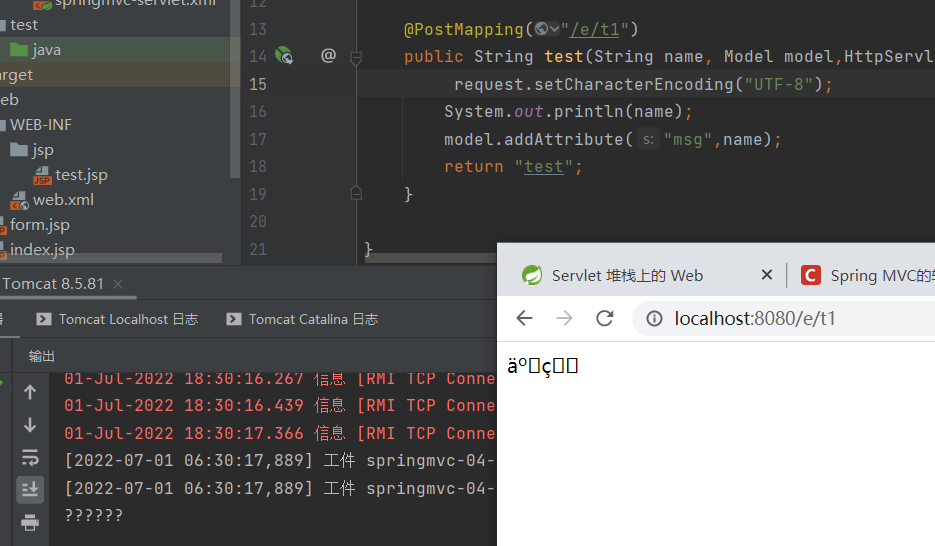 springmvc-servlet.xml
test
java
arget
eb
WEB-INF
jsp
test.jsp
web.xml
form.jsp
index.jsp
12
13 @PostMapping("/e/t1")
14 @ public String test(String name, Model model,HttpServl
15 request.setCharacterEncoding("UTF-8");
16 System.out.println(name);
17 model.addAttribute( s: "msg",name);
18 return "test";
19 }
20
21 }
Tomcat 8.5.81
Tomcat Localhost 日志 Tomcat Catalina 日志
输出
01-Jul-2022 18:30:16.267 信息 [RMI TCP Conne
01-Jul-2022 18:30:16.439 信息 [RMI TCP Conne
01-Jul-2022 18:30:17.366 信息 [RMI TCP Conne
[2022-07-01 06:30:17,889] 工件 springmvc-04-
[2022-07-01 06:30:17,889] 工件 springmvc-04-
??????
Servlet 堆栈上的 Web
C Spring MVC的
localhost:8080/e/t1
äº□ç□□